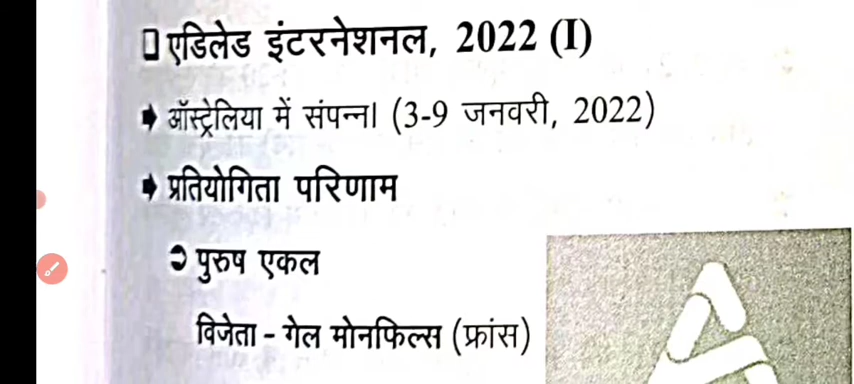 एडिलेड इंटरनेशनल, 2022 (I)
ऑस्ट्रेलिया में संपन्न। (3-9 जनवरी, 2022)
प्रतियोगिता परिणाम
पुरुष एकल
विजेता - गेल मोनफिल्स (फ्रांस)